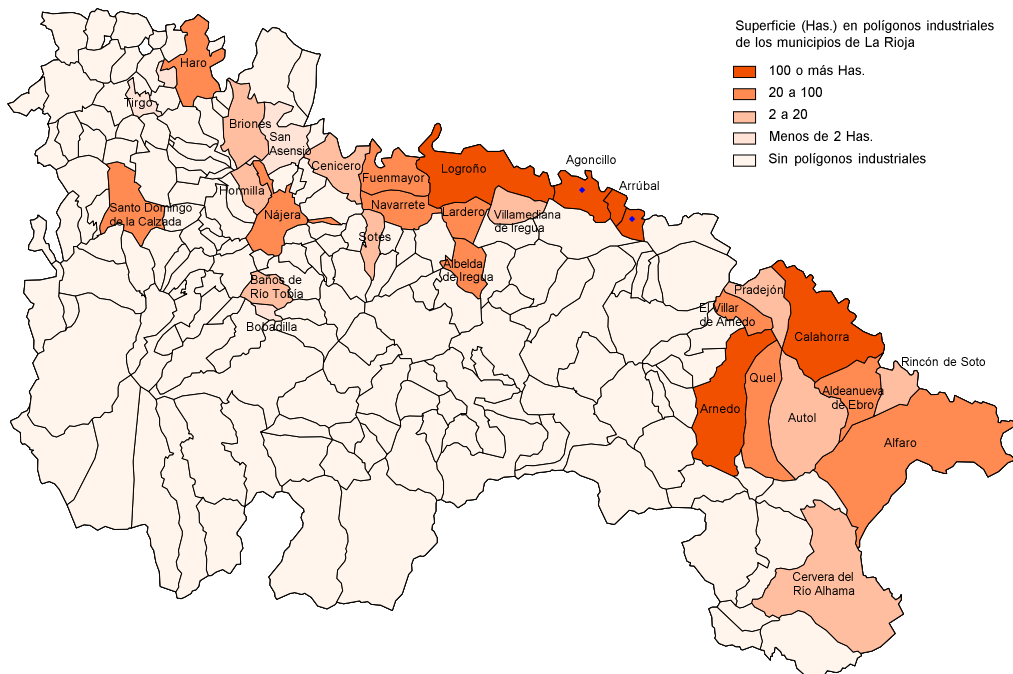 Superficie (Has.) en polígonos industriales
de los municipios de La Rioja
100 o más Has.
20 a 100
2 a 20
Menos de 2 Has.
Sin polígonos industriales
Haro
Tirgo
Briones
San
Asensio
Cenicero
Fuenmayor
Logroño
Agoncillo
Arrúbal
Hormilla
Nájera
Navarrete
Lardero
Villamediana
de Iregua
Santo Domingo
de la Calzada
Sotés
Albelda
de Iregua
Baños de
Río Tobía
Bobadilla
Pradejón
El Villar
de Arnedo
Calahorra
Rincón de Soto
Quel
Aldeanueva
de Ebro
Arnedo
Autol
Alfaro
Cervera del
Río Alhama